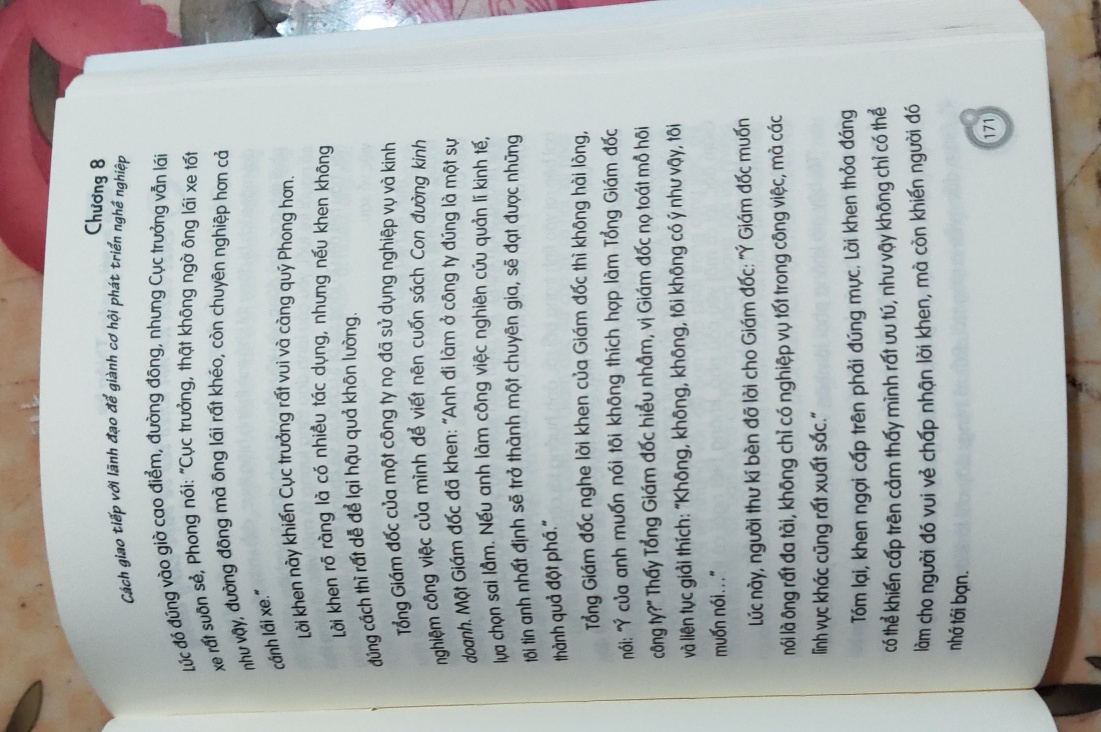 Chương 8
Cách giao tiếp với lãnh đạo để giành cơ hội phát triển nghề nghiệp
Lúc đó đúng vào giờ cao điểm, đường đông, nhưng Cục trưởng vẫn lái
xe rất suôn sẻ, Phong nói: “Cục trưởng, thật không ngờ ông lái xe tốt
như vậy, đường đông mà ông lái rất khéo, còn chuyên nghiệp hơn cả
cánh lái xe.”
Lời khen này khiến Cục trưởng rất vui và càng quý Phong hơn.
Lời khen rõ ràng là có nhiều tác dụng, nhưng nếu khen không
đúng cách thì rất dễ để lại hậu quả khôn lường.
Tổng Giám đốc của một công ty nọ đã sử dụng nghiệp vụ và kinh
nghiệm công việc của mình để viết nên cuốn sách Con đường kinh
doanh. Một Giám đốc đã khen: “Anh đi làm ở công ty đúng là một sự
lựa chọn sai lầm. Nếu anh làm công việc nghiên cứu quản lí kinh tế,
tôi tin anh nhất định sẽ trở thành một chuyên gia, sẽ đạt được những
thành quả đột phá.”
Tổng Giám đốc nghe lời khen của Giám đốc thì không hài lòng,
nói: “Ý của anh muốn nói tôi không thích hợp làm Tổng Giám đốc
công ty?” Thấy Tổng Giám đốc hiểu nhầm, vị Giám đốc nọ toát mồ hôi
và liên tục giải thích: “Không, không, không, tôi không có ý như vậy, tôi
muốn nói…”
Lúc này, người thư kí bèn đỡ lời cho Giám đốc: “Ý Giám đốc muốn
nói là ông rất đa tài, không chỉ có nghiệp vụ tốt trong công việc, mà các
lĩnh vực khác cũng rất xuất sắc.”
Tóm lại, khen ngợi cấp trên phải đúng mực. Lời khen thỏa đáng
có thể khiến cấp trên cảm thấy mình rất ưu tú, như vậy không chỉ có thể
làm cho người đó vui vẻ chấp nhận lời khen, mà còn khiến người đó
nhớ tới bạn.
171